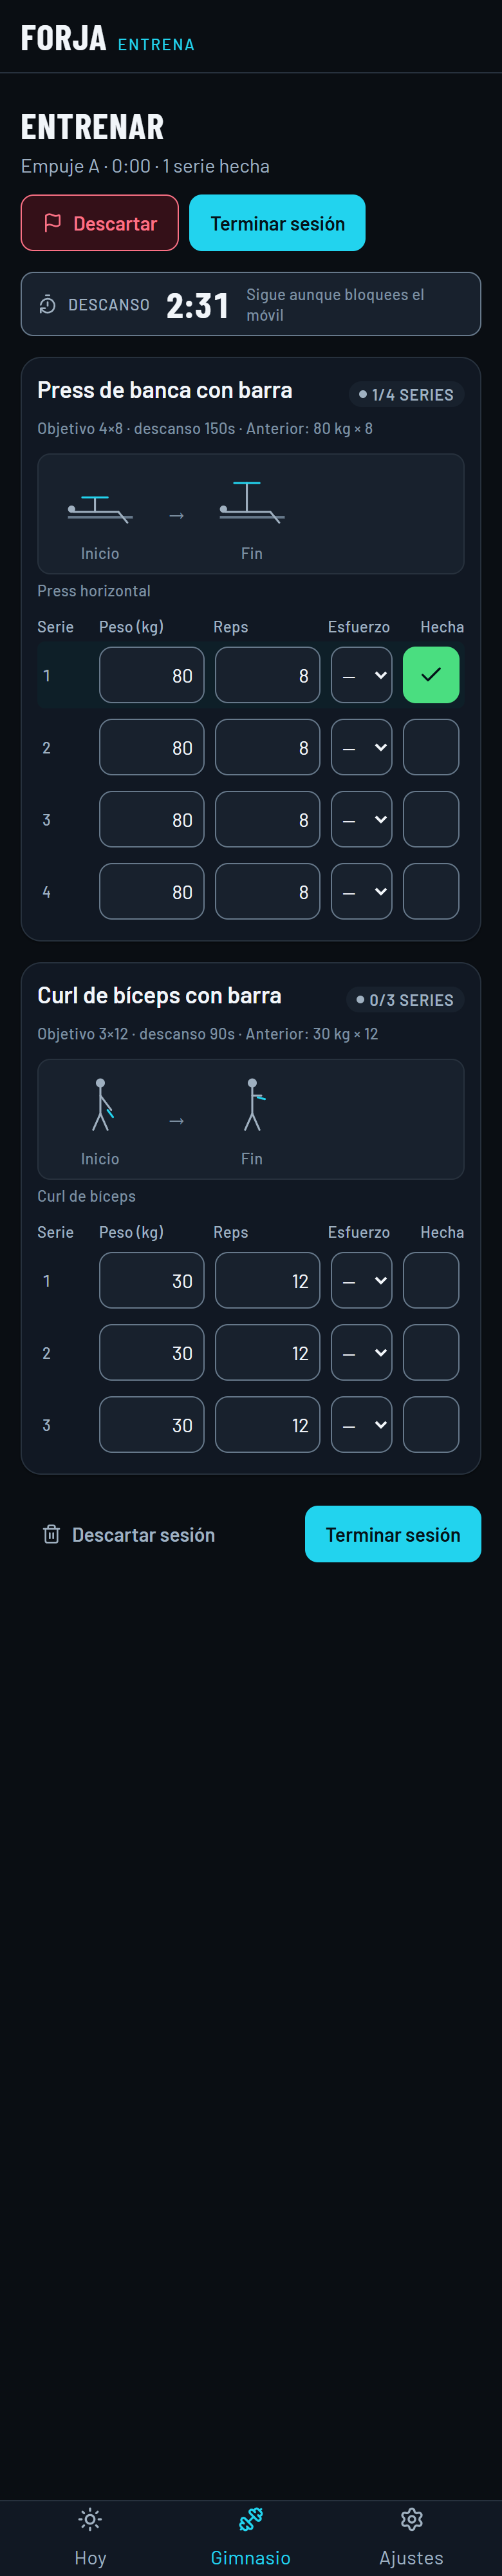 FORJA ENTRENA
ENTRENAR
Empuje A · 0:00 · 1 serie hecha
Descartar
Terminar sesión
DESCANSO 2:31 Sigue aunque bloquees el
móvil
Press de banca con barra
1/4 SERIES
Objetivo 4×8 · descanso 150s · Anterior: 80 kg × 8
→
Inicio Fin
Press horizontal
Serie Peso (kg) Reps Esfuerzo Hecha
1 80 8 —
2 80 8 —
3 80 8 —
4 80 8 —
Curl de bíceps con barra
0/3 SERIES
Objetivo 3×12 · descanso 90s · Anterior: 30 kg × 12
→
Inicio Fin
Curl de bíceps
Serie Peso (kg) Reps Esfuerzo Hecha
1 30 12 —
2 30 12 —
3 30 12 —
Descartar sesión
Terminar sesión
Hoy Gimnasio Ajustes